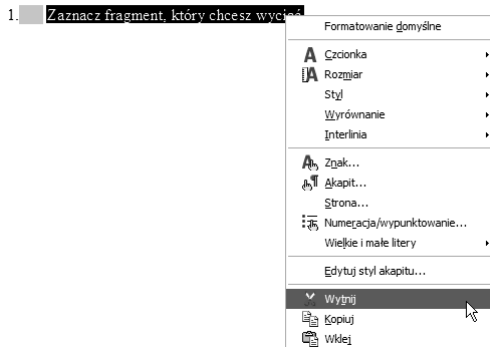 1. Zaznacz fragment, który chcesz wyciąć
Formatowanie domyślne
Czcionka
Rozmiar
Styl
Wyrównanie
Interlinia
Znak...
Akapit...
Strona...
Numeracja/wypunktowanie...
Wielkie i małe litery
Edytuj styl akapitu...
Wytnij
Kopiuj
Wklej